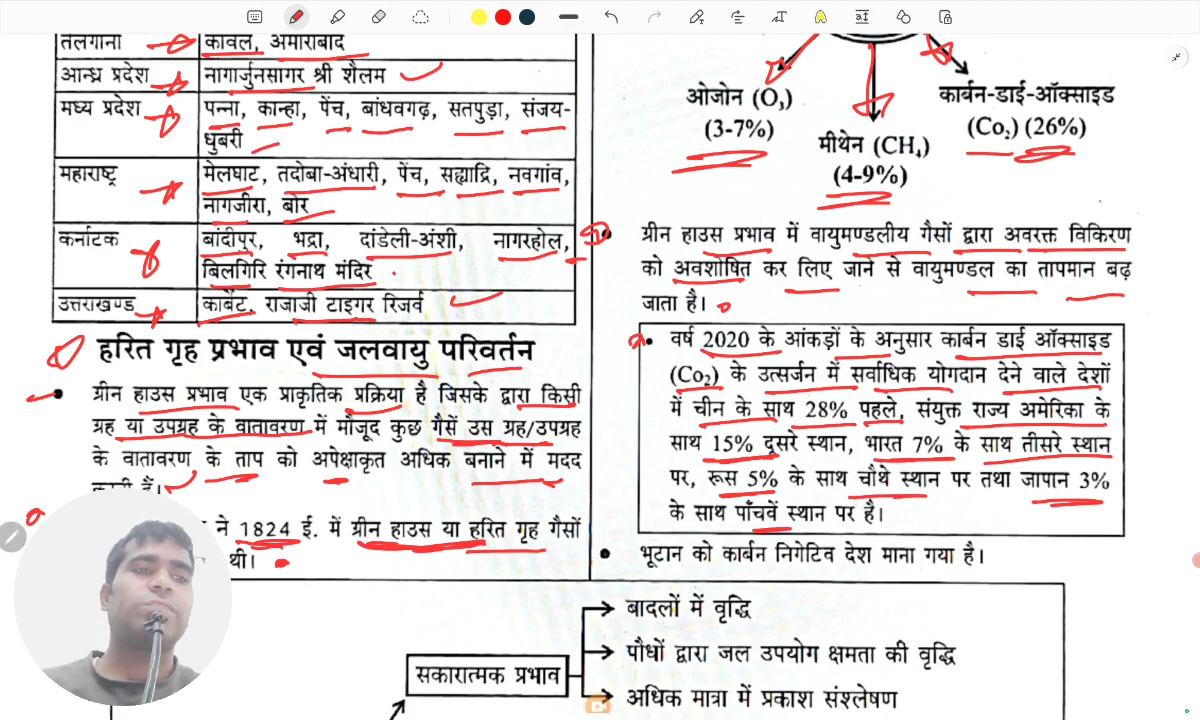 तेलंगाना कावल, अमाराबाद
आन्ध्र प्रदेश नागार्जुनसागर श्री शैलम
मध्य प्रदेश पन्ना, कान्हा, पेंच, बांधवगढ़, सतपुड़ा, संजय-
धुबरी
महाराष्ट्र मेलघाट, तदोबा-अंधारी, पेंच, सह्याद्रि, नवगांव,
नागजीरा, बोर
कर्नाटक बांदीपुर, भद्रा, दांडेली-अंशी, नागरहोल,
बिलगिरि रंगनाथ मंदिर
उत्तराखण्ड कार्बेट. राजाजी टाइगर रिजर्व
हरित गृह प्रभाव एवं जलवायु परिवर्तन
• ग्रीन हाउस प्रभाव एक प्राकृतिक प्रक्रिया है जिसके द्वारा किसी
ग्रह या उपग्रह के वातावरण में मौजूद कुछ गैसें उस ग्रह/उपग्रह
के वातावरण के ताप को अपेक्षाकृत अधिक बनाने में मदद
ने 1824 ई. में ग्रीन हाउस या हरित गृह गैसों
थी।
ओजोन (O₃)
(3-7%)
मीथेन (CH₄)
(4-9%)
कार्बन-डाई-ऑक्साइड
(Co₂) (26%)
• ग्रीन हाउस प्रभाव में वायुमण्डलीय गैसों द्वारा अवरक्त विकिरण
को अवशोषित कर लिए जाने से वायुमण्डल का तापमान बढ़
जाता है।
• वर्ष 2020 के आंकड़ों के अनुसार कार्बन डाई ऑक्साइड
(Co₂) के उत्सर्जन में सर्वाधिक योगदान देने वाले देशों
में चीन के साथ 28% पहले, संयुक्त राज्य अमेरिका के
साथ 15% दूसरे स्थान, भारत 7% के साथ तीसरे स्थान
पर, रूस 5% के साथ चौथे स्थान पर तथा जापान 3%
के साथ पाँचवें स्थान पर है।
• भूटान को कार्बन निगेटिव देश माना गया है।
सकारात्मक प्रभाव
बादलों में वृद्धि
पौधों द्वारा जल उपयोग क्षमता की वृद्धि
अधिक मात्रा में प्रकाश संश्लेषण